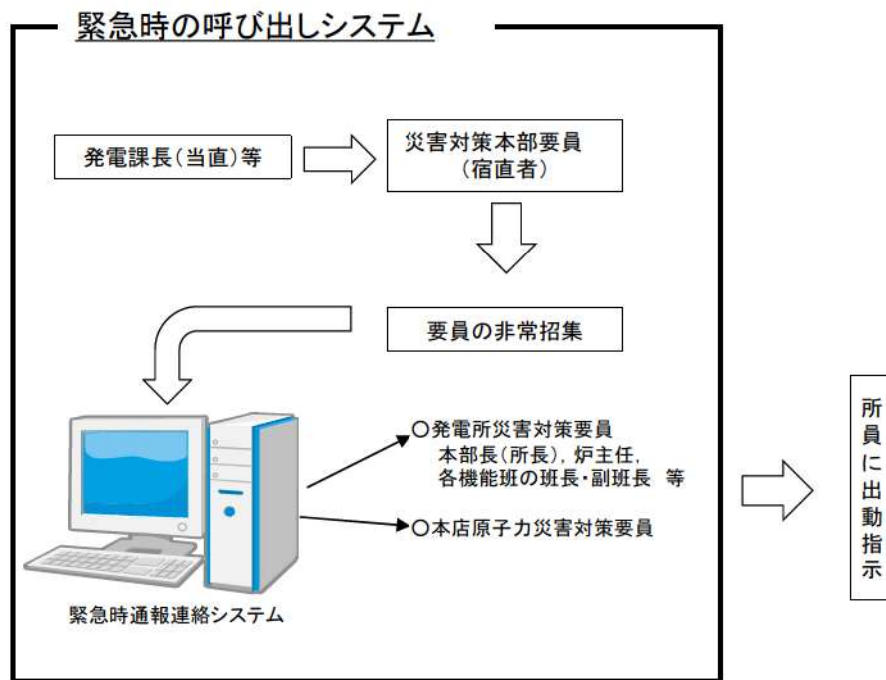 緊急時の呼び出しシステム
発電課長(当直)等
災害対策本部要員
(宿直者)
要員の非常招集
○発電所災害対策要員
本部長(所長),炉主任,
各機能班の班長・副班長 等
○本店原子力災害対策要員
緊急時通報連絡システム
所員に出動指示